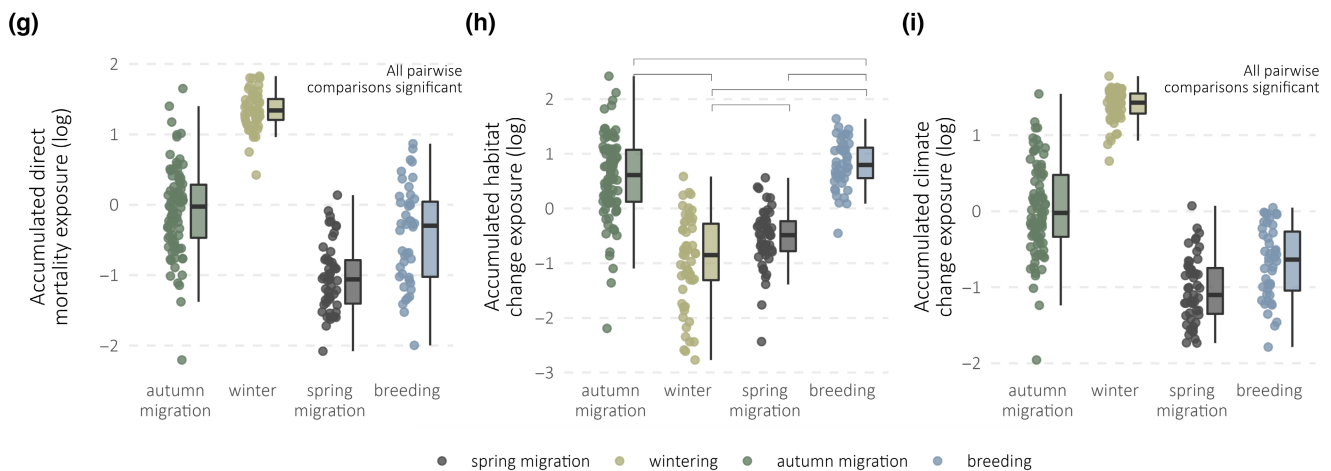 (g)
Accumulated direct
mortality exposure (log)
2
1
0
−1
−2
All pairwise
comparisons significant
autumn
migration
winter
spring
migration
breeding
(h)
Accumulated habitat
change exposure (log)
2
1
0
−1
−2
−3
autumn
migration
winter
spring
migration
breeding
(i)
Accumulated climate
change exposure (log)
1
0
−1
−2
All pairwise
comparisons significant
autumn
migration
winter
spring
migration
breeding
spring migration
wintering
autumn migration
breeding